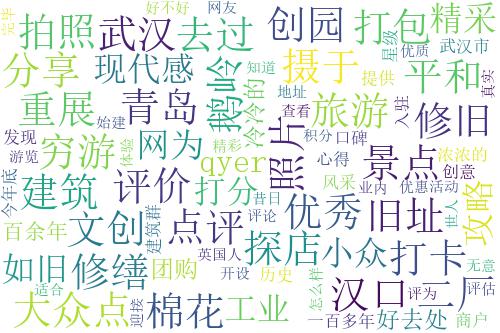 完毕 好不好 网友 创园 打包 精采
拍照 武汉 去过 星级 优质 武汉市
分享 现代感 鹅岭 冷冷的 摄于 知道 提供 平和 真实
重展 青岛 照片 地址 旅游 查看 入驻 修旧
发现 穷游 网为 qyer 始建 精彩 积分 口碑 景点 浓浓的
游览 体验 心得 创意 攻略
今年底 建筑 评价 打分 昔日 优秀 风采 业内 优惠活动
百余年 文创 建筑群 点评 评论 探店 小众 旧址 打卡 世人
如旧 修缮 团购 英国人 开设 历史 汉口 二厂 怎么样 无意
适合 评为 评估
大众点 迎接 棉花 工业 百多年 好去处 商户